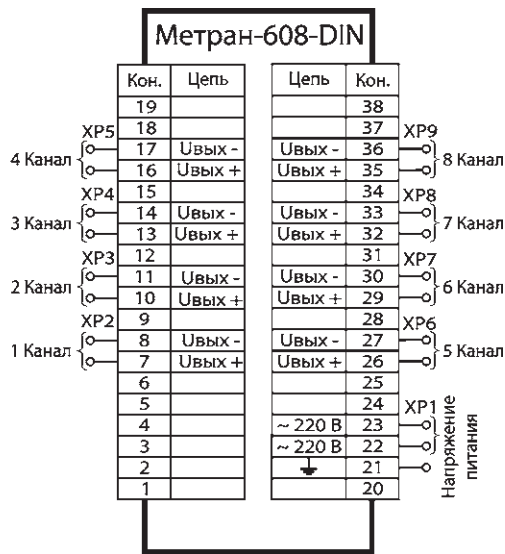 Метран-608-DIN
Кон. Цепь Цепь Кон.
19 38
XP5 18 37 XP9
4 Канал 17 Uвых - Uвых - 36 8 Канал
16 Uвых + Uвых + 35
XP4 15 34 XP8
3 Канал 14 Uвых - Uвых - 33 7 Канал
13 Uвых + Uвых + 32
XP3 12 31 XP7
2 Канал 11 Uвых - Uвых - 30 6 Канал
10 Uвых + Uвых + 29
XP2 9 28 XP6
1 Канал 8 Uвых - Uвых - 27 5 Канал
7 Uвых + Uвых + 26
6 25
5 24 XP1
4 ~ 220 В 23
3 ~ 220 В 22
2 21
1 20
Напряжение
питания